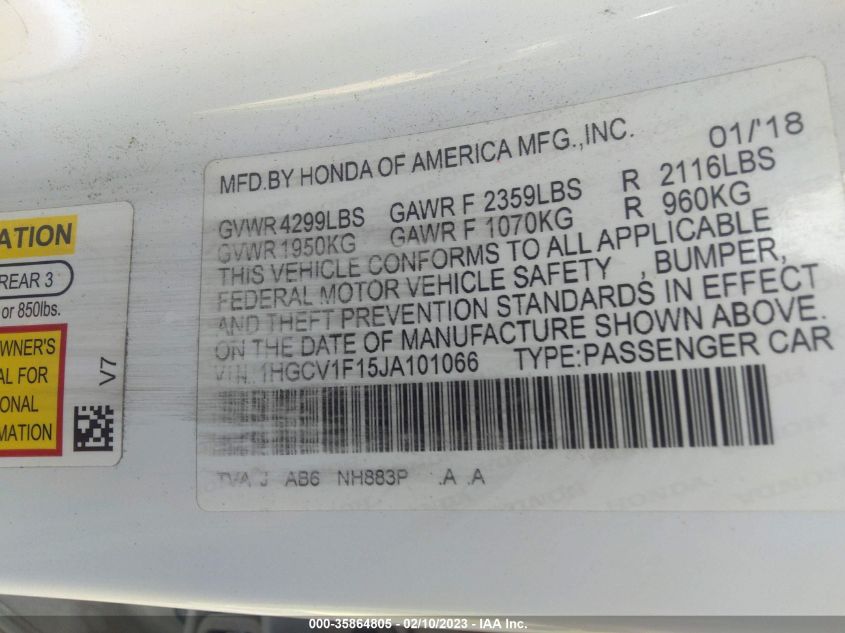 MFD.BY HONDA OF AMERICA MFG.,INC. 01/'18
GVWR 4299LBS GAWR F 2359LBS R 2116LBS
GVWR 1950KG GAWR F 1070KG R 960KG
THIS VEHICLE CONFORMS TO ALL APPLICABLE
FEDERAL MOTOR VEHICLE SAFETY , BUMPER,
AND THEFT PREVENTION STANDARDS IN EFFECT
ON THE DATE OF MANUFACTURE SHOWN ABOVE.
V.I.N.: 1HGCV1F15JA101066 TYPE:PASSENGER CAR
TVA J AB6 NH883P .A .A
ATION
REAR 3
or 850lbs.
WNER'S
AL FOR
ONAL
MATION
V7
000-35864805 - 02/10/2023 - IAA Inc.